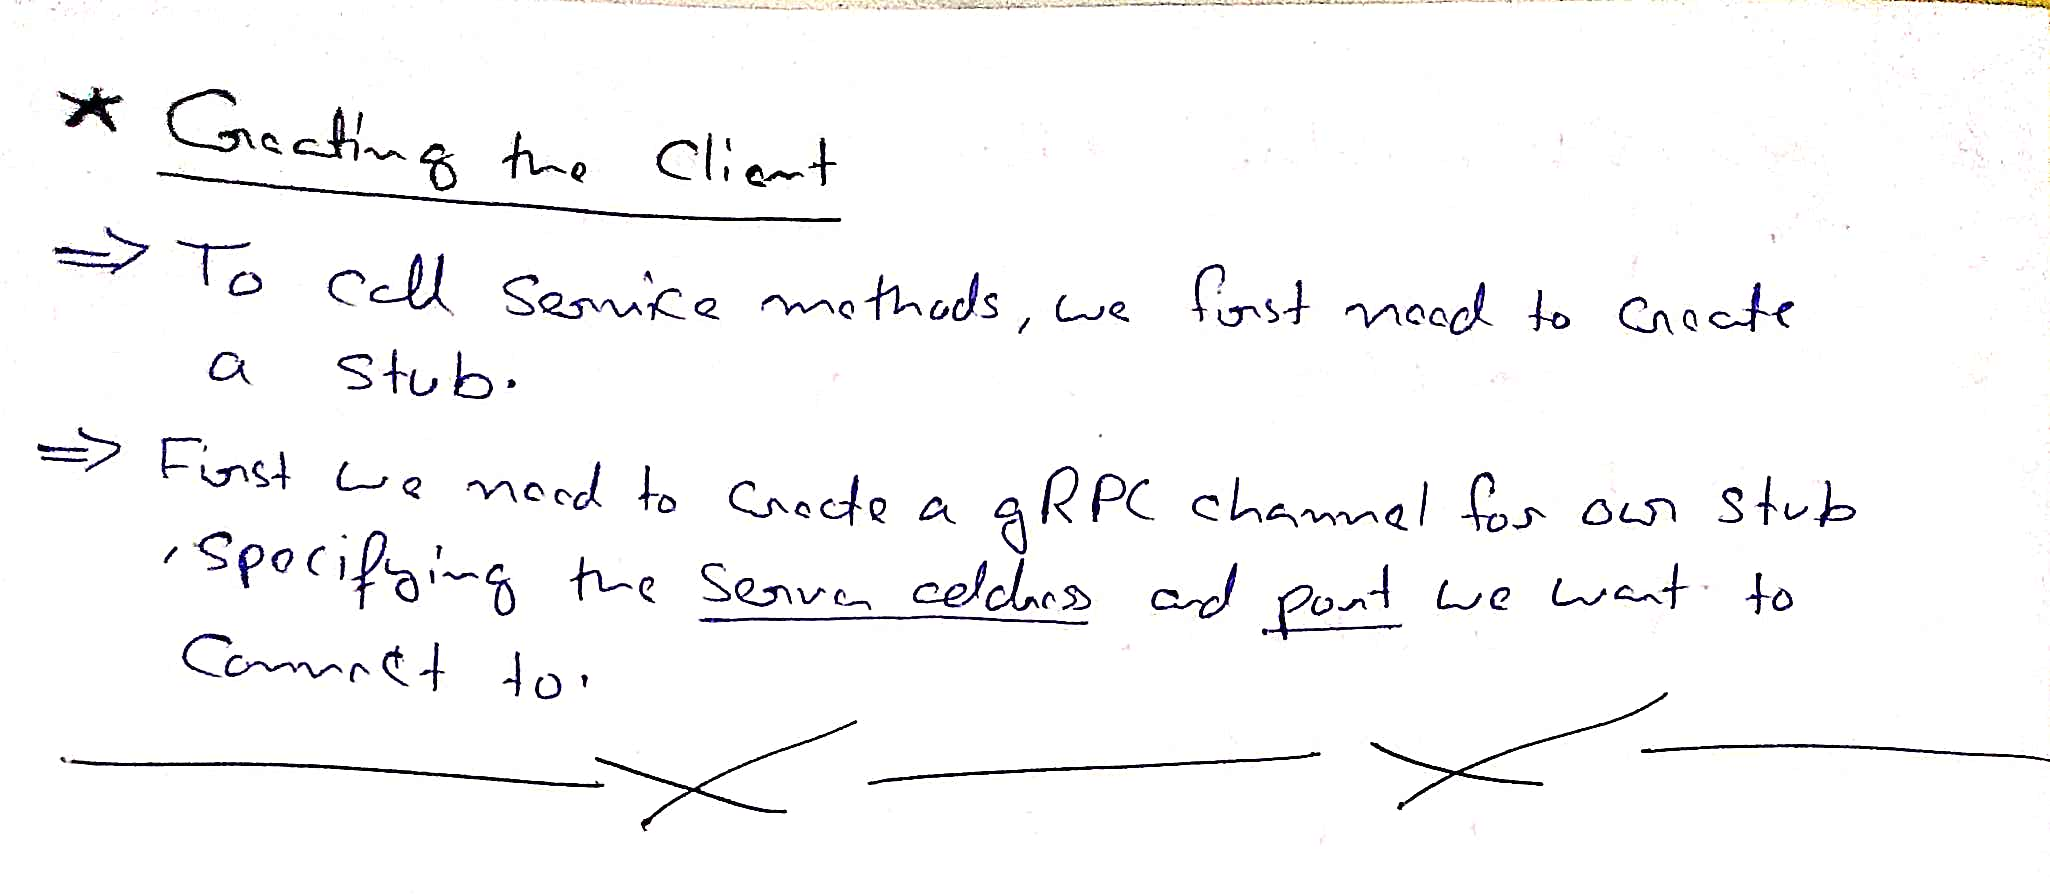 * Creating the Client
⇒ To call Service methods, we first need to create
a stub.
⇒ First we need to create a gRPC channel for our stub
, specifying the server address and port we want to
Connect to.